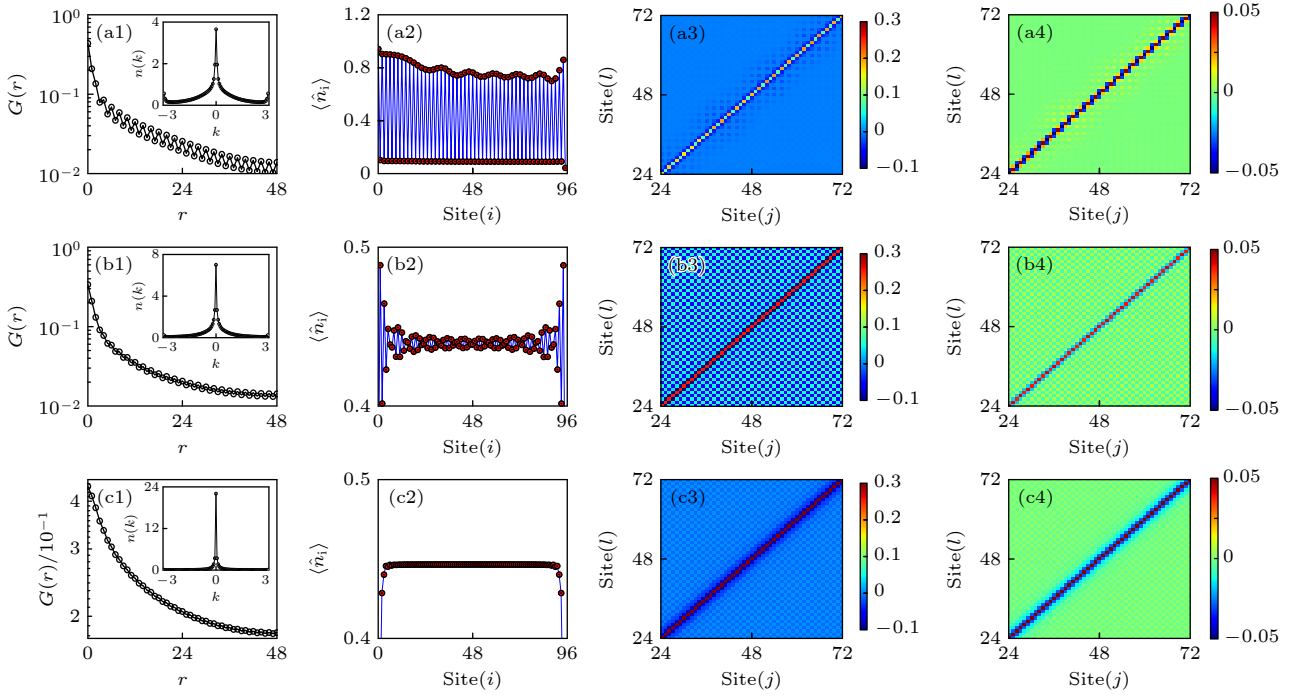 (a1)
G(r)
10⁰
10⁻¹
10⁻²
0
24
48
r
n(k)
4
2
0
−3
0
3
k
(a2)
⟨n̂i⟩
1.2
0.8
0.4
0
0
48
96
Site(i)
(a3)
Site(l)
72
48
24
24
48
72
Site(j)
0.3
0.2
0.1
0
−0.1
(a4)
Site(l)
72
48
24
24
48
72
Site(j)
0.05
0
−0.05
(b1)
G(r)
10⁰
10⁻¹
10⁻²
0
24
48
r
n(k)
8
4
0
−3
0
3
k
(b2)
⟨n̂i⟩
0.5
0.4
0
48
96
Site(i)
(b3)
Site(l)
72
48
24
24
48
72
Site(j)
0.3
0.2
0.1
0
−0.1
(b4)
Site(l)
72
48
24
24
48
72
Site(j)
0.05
0
−0.05
(c1)
G(r)/10⁻¹
4
3
2
0
24
48
r
n(k)
24
12
0
−3
0
3
k
(c2)
⟨n̂i⟩
0.5
0.4
0
48
96
Site(i)
(c3)
Site(l)
72
48
24
24
48
72
Site(j)
0.3
0.2
0.1
0
−0.1
(c4)
Site(l)
72
48
24
24
48
72
Site(j)
0.05
0
−0.05